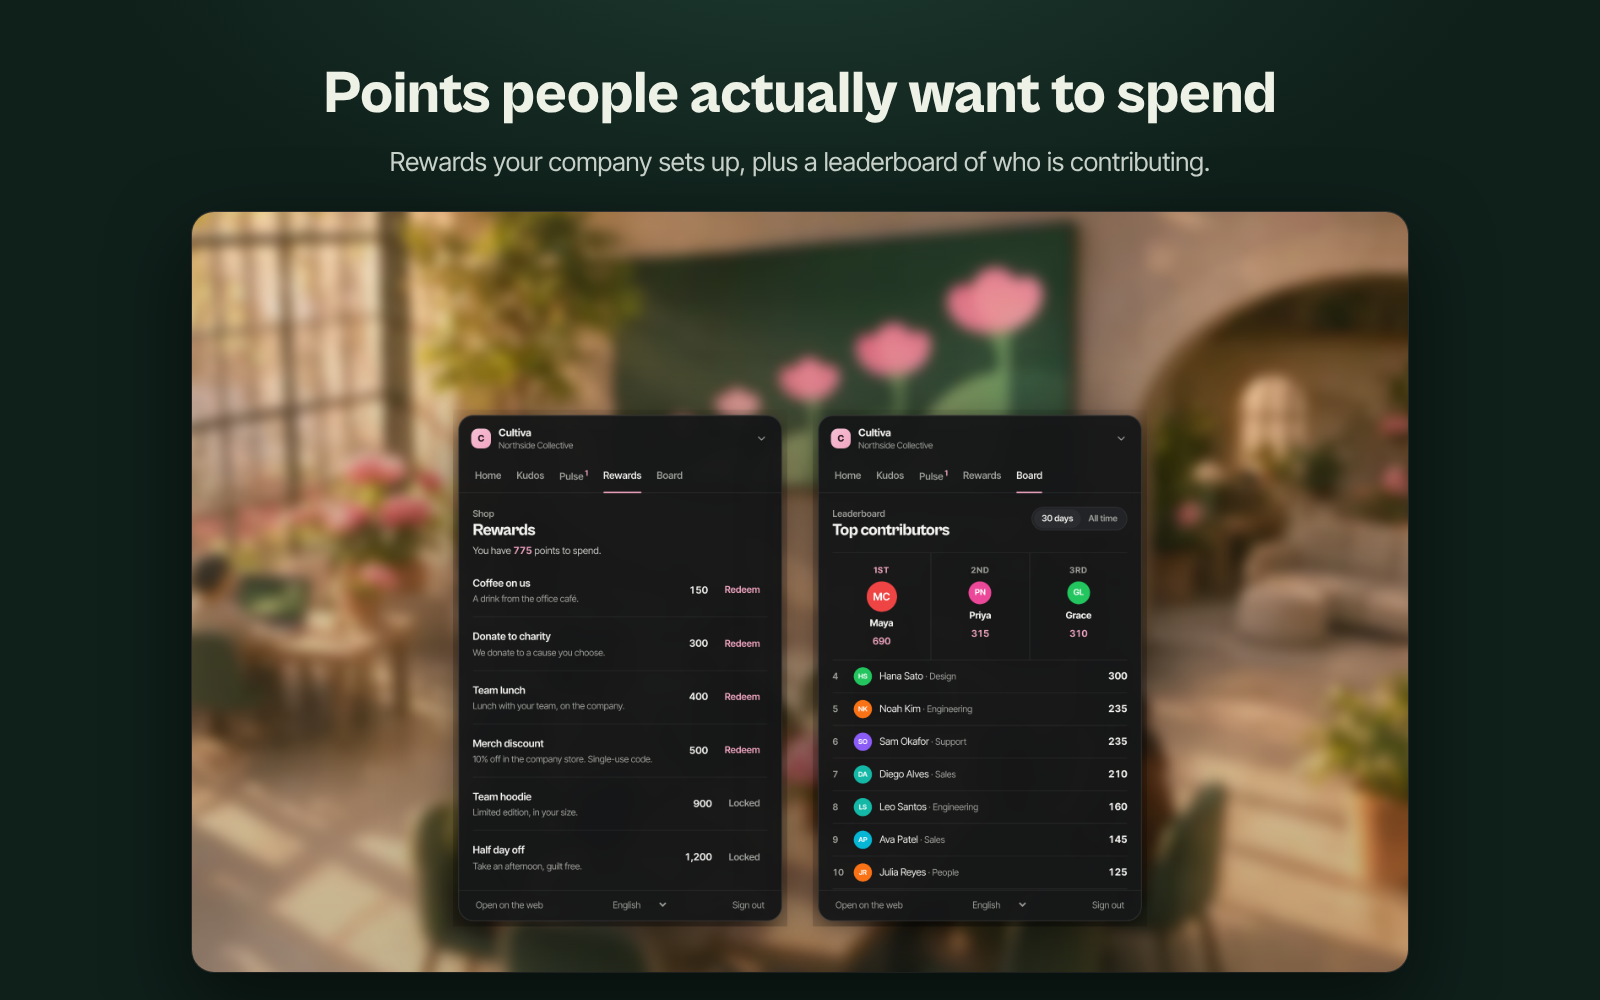 Points people actually want to spend
Rewards your company sets up, plus a leaderboard of who is contributing.
C
Cultiva
Northside Collective
Home Kudos Pulse 1 Rewards Board
Shop
Rewards
You have 775 points to spend.
Coffee on us
A drink from the office café.
150 Redeem
Donate to charity
We donate to a cause you choose.
300 Redeem
Team lunch
Lunch with your team, on the company.
400 Redeem
Merch discount
10% off in the company store. Single-use code.
500 Redeem
Team hoodie
Limited edition, in your size.
900 Locked
Half day off
Take an afternoon, guilt free.
1,200 Locked
Open on the web English Sign out
C
Cultiva
Northside Collective
Home Kudos Pulse 1 Rewards Board
Leaderboard
Top contributors
30 days All time
1ST
MC
Maya
690
2ND
PN
Priya
315
3RD
GL
Grace
310
4 HS Hana Sato · Design 300
5 NK Noah Kim · Engineering 235
6 SO Sam Okafor · Support 235
7 DA Diego Alves · Sales 210
8 LS Leo Santos · Engineering 160
9 AP Ava Patel · Sales 145
10 JR Julia Reyes · People 125
Open on the web English Sign out